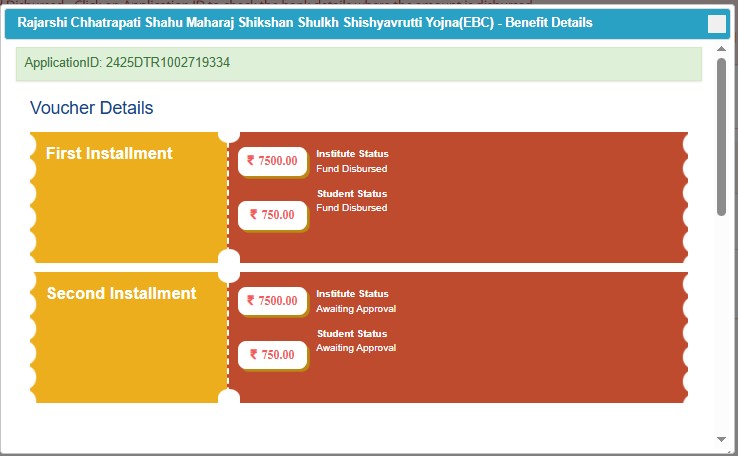 Rajarshi Chhatrapati Shahu Maharaj Shikshan Shulkh Shishyavrutti Yojna(EBC) - Benefit Details
ApplicationID: 2425DTR1002719334
Voucher Details
First Installment
₹ 7500.00
Institute Status
Fund Disbursed
₹ 750.00
Student Status
Fund Disbursed
Second Installment
₹ 7500.00
Institute Status
Awaiting Approval
₹ 750.00
Student Status
Awaiting Approval